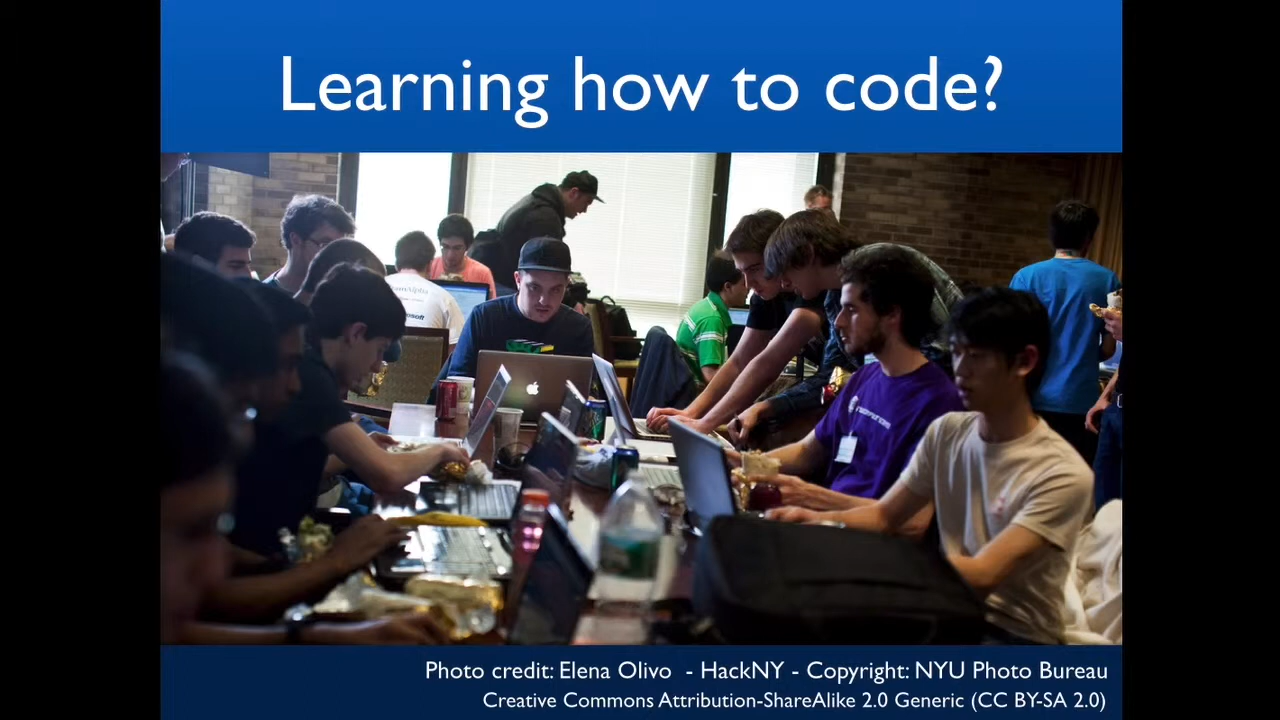 Learning how to code?
Photo credit: Elena Olivo - HackNY - Copyright: NYU Photo Bureau
Creative Commons Attribution-ShareAlike 2.0 Generic (CC BY-SA 2.0)